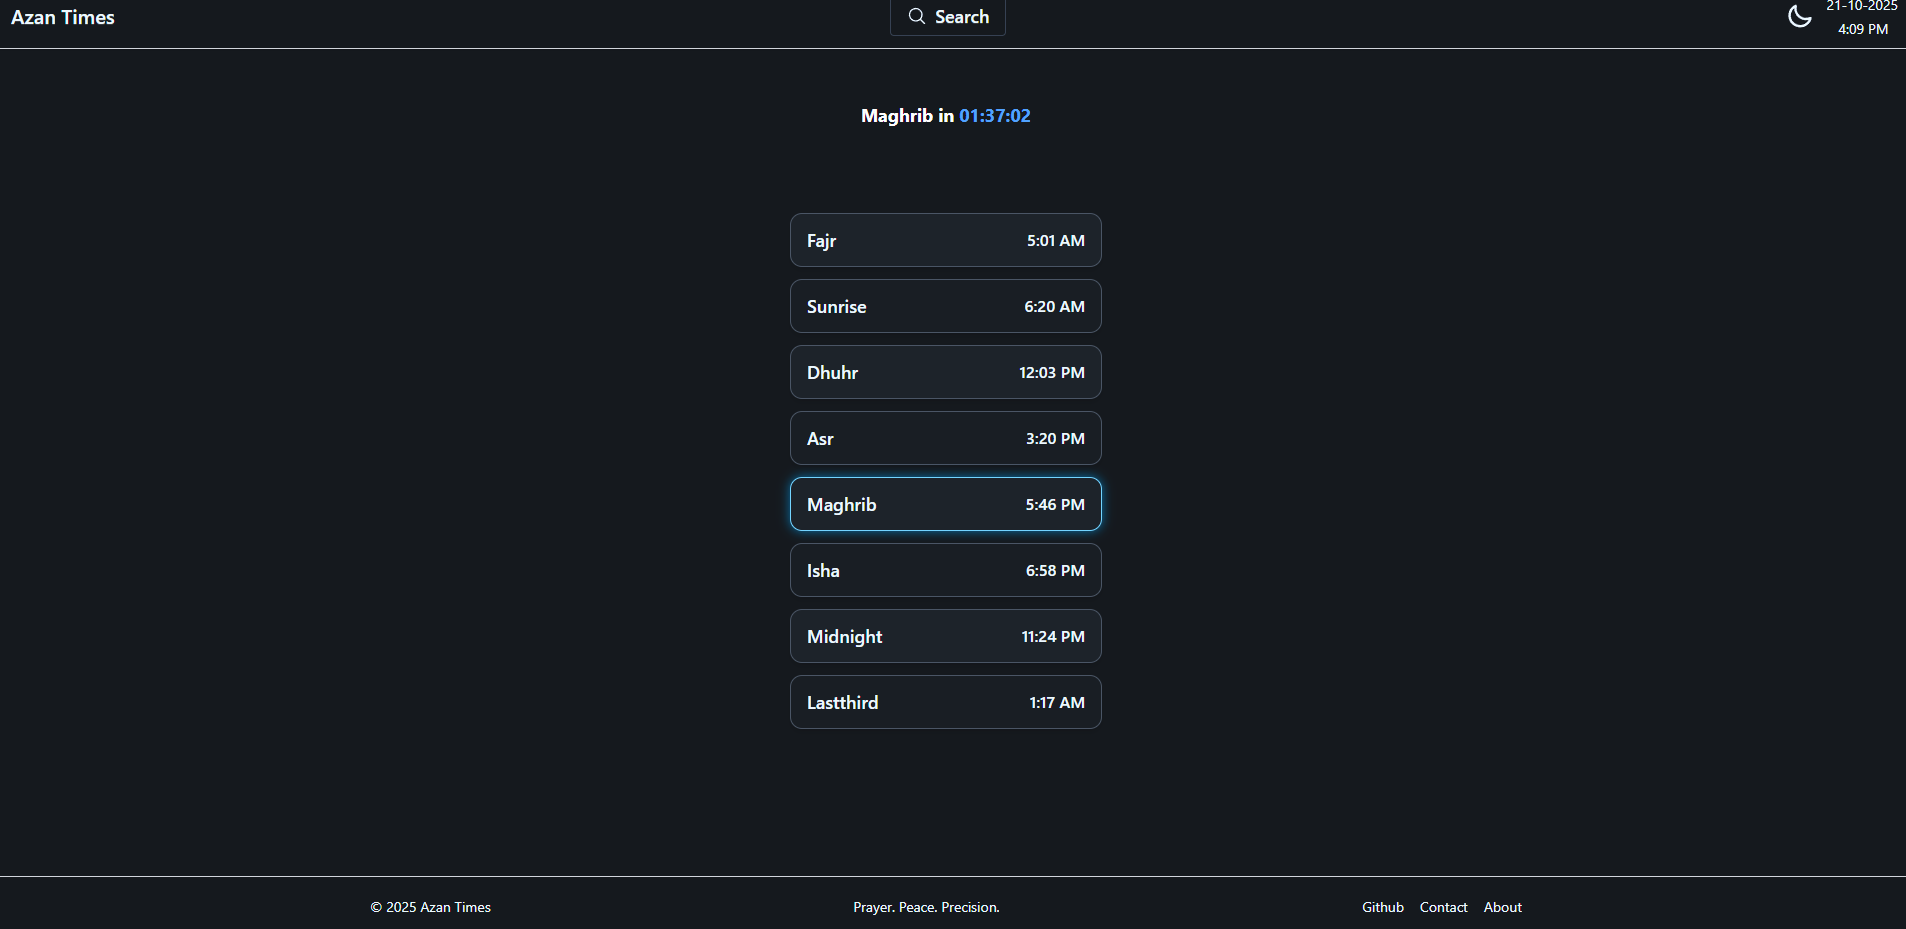 Azan Times
Search
21-10-2025
4:09 PM
Maghrib in 01:37:02
Fajr 5:01 AM
Sunrise 6:20 AM
Dhuhr 12:03 PM
Asr 3:20 PM
Maghrib 5:46 PM
Isha 6:58 PM
Midnight 11:24 PM
Lastthird 1:17 AM
© 2025 Azan Times Prayer. Peace. Precision. Github Contact About